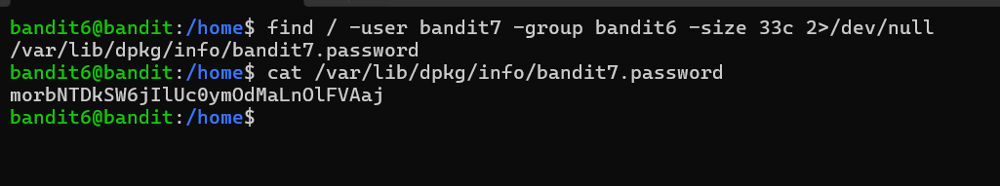 bandit6@bandit:/home$ find / -user bandit7 -group bandit6 -size 33c 2>/dev/null
/var/lib/dpkg/info/bandit7.password
bandit6@bandit:/home$ cat /var/lib/dpkg/info/bandit7.password
morbNTDkSW6jIlUc0ymOdMaLnOlFVAaj
bandit6@bandit:/home$